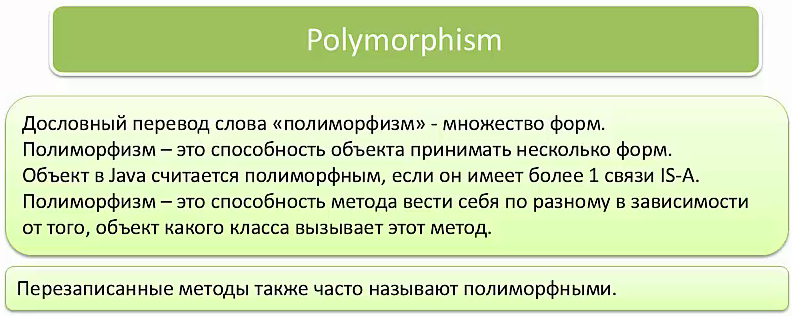 Polymorphism
Дословный перевод слова «полиморфизм» - множество форм.
Полиморфизм – это способность объекта принимать несколько форм.
Объект в Java считается полиморфным, если он имеет более 1 связи IS-A.
Полиморфизм – это способность метода вести себя по разному в зависимости
от того, объект какого класса вызывает этот метод.
Перезаписанные методы также часто называют полиморфными.